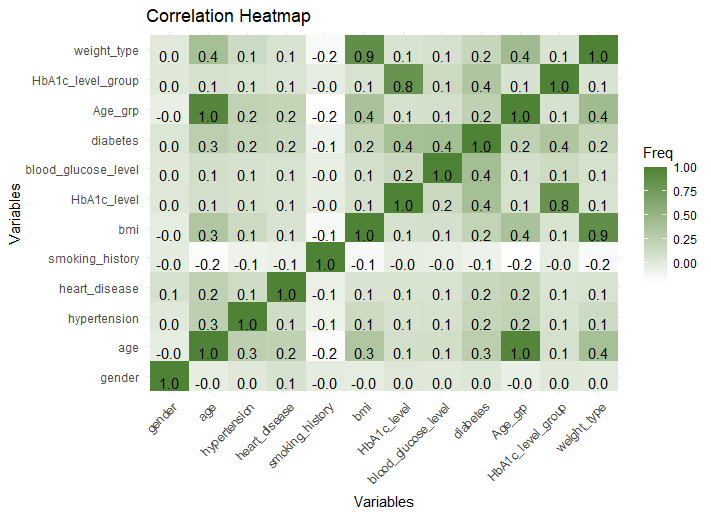 Correlation Heatmap
weight_type 0.0 0.4 0.1 0.1 -0.2 0.9 0.1 0.1 0.2 0.4 0.1 1.0
HbA1c_level_group 0.0 0.1 0.1 0.1 -0.0 0.1 0.8 0.1 0.4 0.1 1.0 0.1
Age_grp -0.0 1.0 0.2 0.2 -0.2 0.4 0.1 0.1 0.2 1.0 0.1 0.4
diabetes 0.0 0.3 0.2 0.2 -0.1 0.2 0.4 0.4 1.0 0.2 0.4 0.2
blood_glucose_level 0.0 0.1 0.1 0.1 -0.0 0.1 0.2 1.0 0.4 0.1 0.1 0.1
HbA1c_level 0.0 0.1 0.1 0.1 -0.0 0.1 1.0 0.2 0.4 0.1 0.8 0.1
bmi -0.0 0.3 0.1 0.1 -0.1 1.0 0.1 0.1 0.2 0.4 0.1 0.9
smoking_history -0.0 -0.2 -0.1 -0.1 1.0 -0.1 -0.0 -0.0 -0.1 -0.2 -0.0 -0.2
heart_disease 0.1 0.2 0.1 1.0 -0.1 0.1 0.1 0.1 0.2 0.2 0.1 0.1
hypertension 0.0 0.3 1.0 0.1 -0.1 0.1 0.1 0.1 0.2 0.2 0.1 0.1
age -0.0 1.0 0.3 0.2 -0.2 0.3 0.1 0.1 0.3 1.0 0.1 0.4
gender 1.0 -0.0 0.0 0.1 -0.0 -0.0 0.0 0.0 0.0 -0.0 0.0 0.0
gender age hypertension heart_disease smoking_history bmi HbA1c_level blood_glucose_level diabetes Age_grp HbA1c_level_group weight_type
Variables
Variables
Freq
1.00
0.75
0.50
0.25
0.00